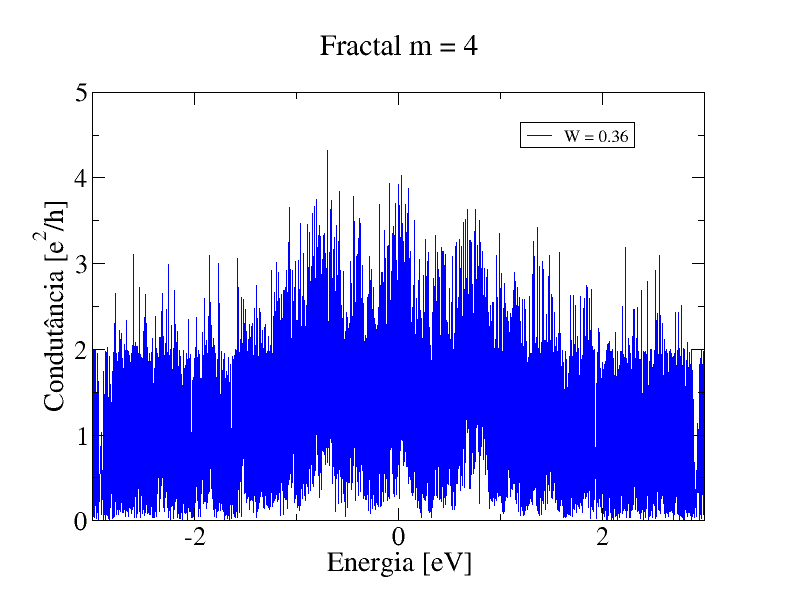 Fractal m = 4
5
4
3
2
1
0
Condutância [e²/h]
W = 0.36
-2 0 2
Energia [eV]